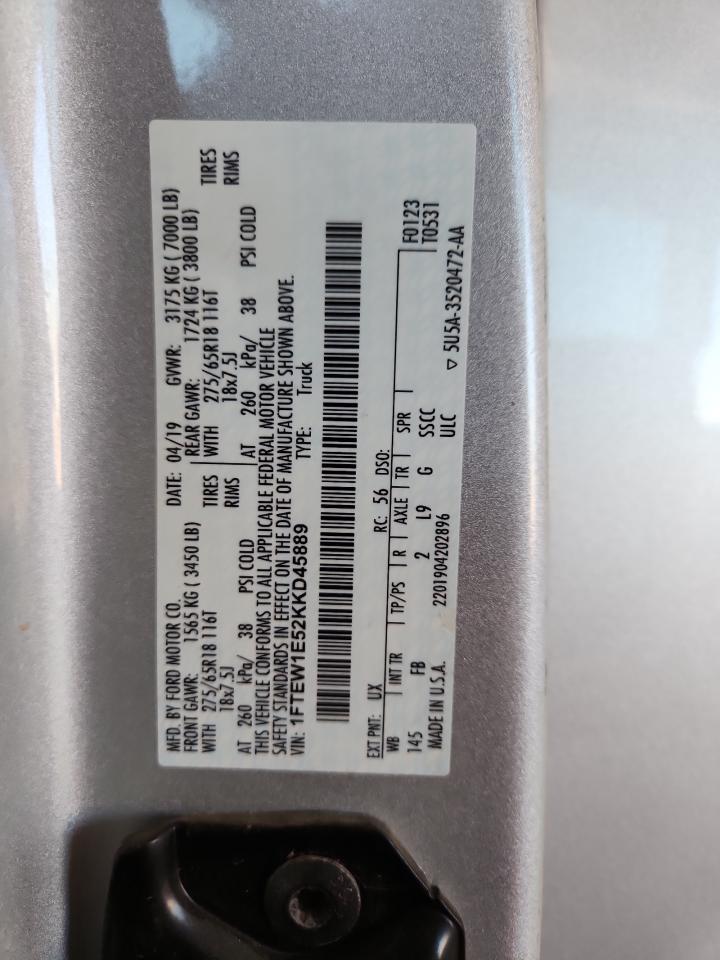 MFD. BY FORD MOTOR CO. DATE: 04/19 GVWR: 3175 KG ( 7000 LB)
FRONT GAWR: 1565 KG ( 3450 LB) REAR GAWR: 1724 KG ( 3800 LB)
WITH 275/65R18 116T TIRES WITH 275/65R18 116T TIRES
18x7.5J RIMS 18x7.5J RIMS
AT 260 kPa/ 38 PSI COLD AT 260 kPa/ 38 PSI COLD
THIS VEHICLE CONFORMS TO ALL APPLICABLE FEDERAL MOTOR VEHICLE
SAFETY STANDARDS IN EFFECT ON THE DATE OF MANUFACTURE SHOWN ABOVE.
VIN: 1FTEW1E52KKD45889 TYPE: Truck
EXT PNT: UX RC: 56 DSO:
WB INT TR TP/PS R AXLE TR SPR F0123
145 FB 2 L9 G SSCC T0531
MADE IN U.S.A. 2201904202896 ULC ▽ 5U5A-3520472-AA